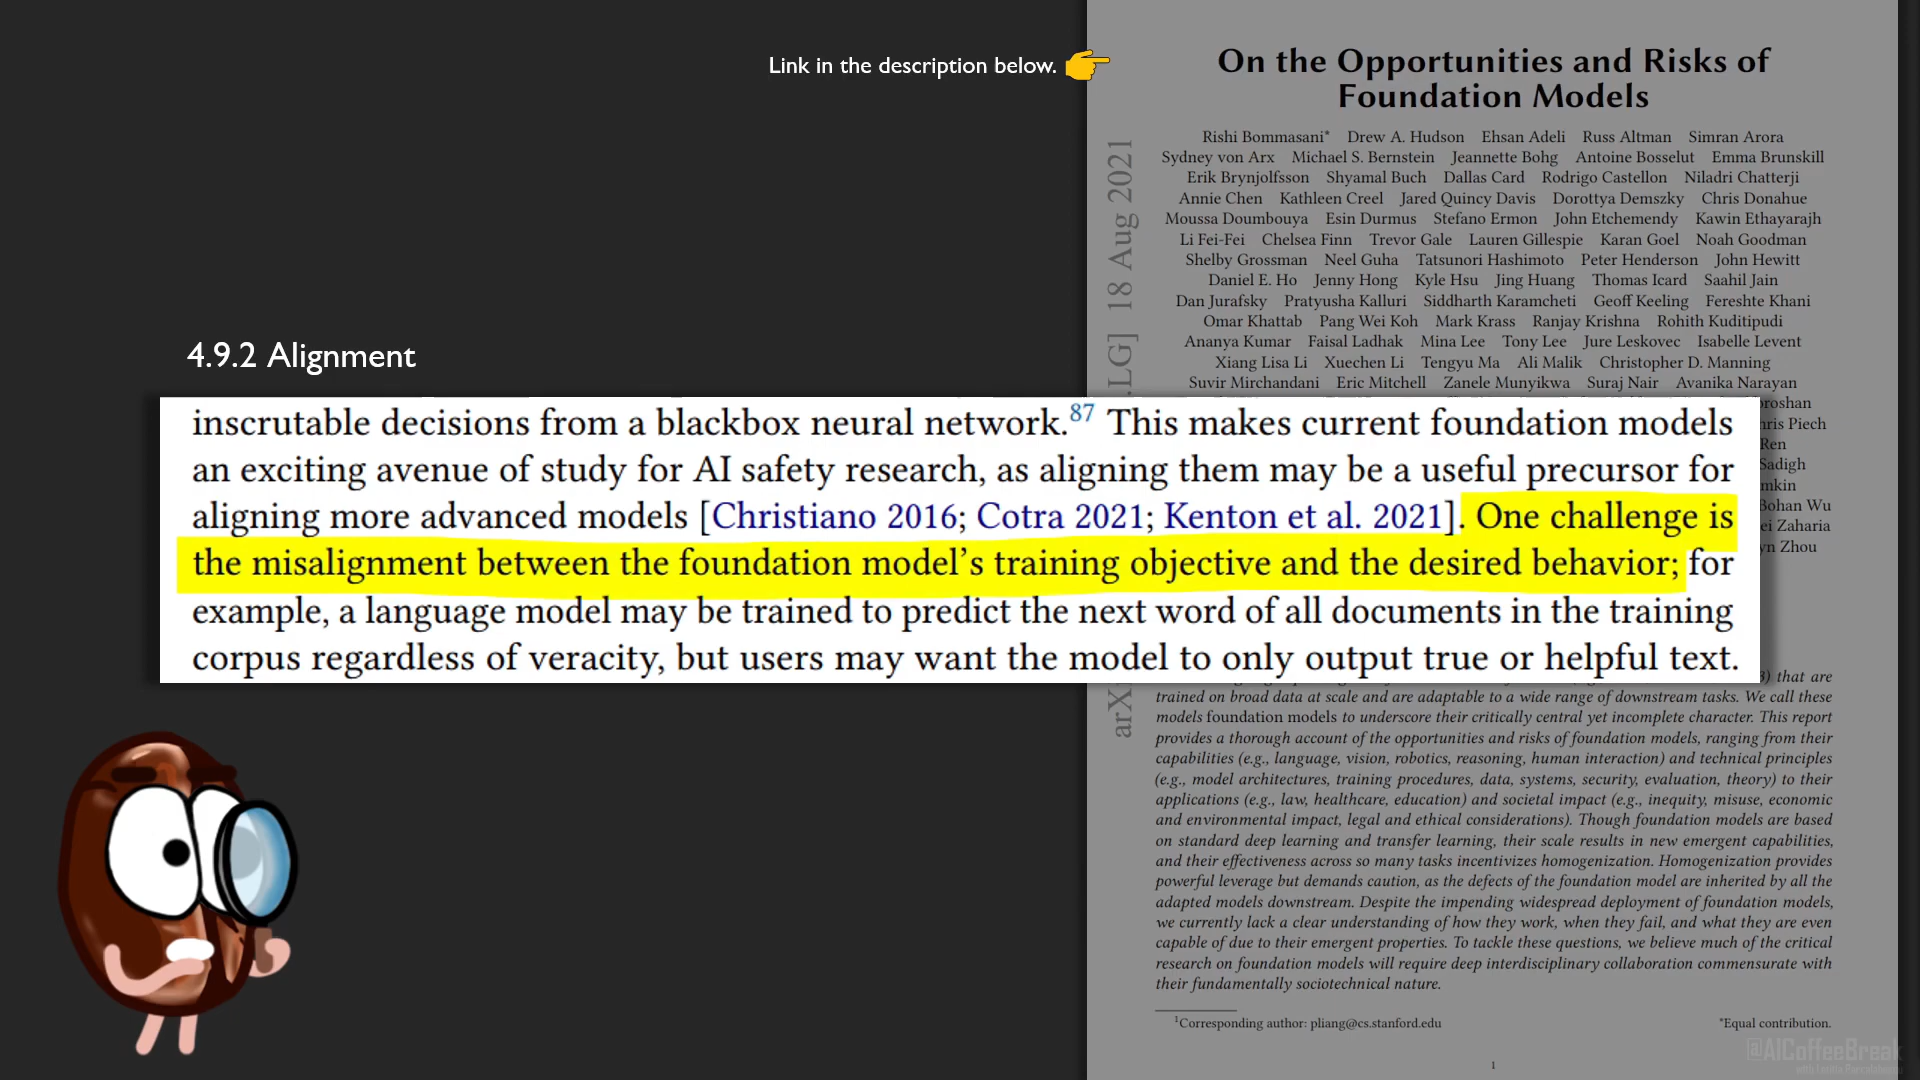 Link in the description below.
On the Opportunities and Risks of
Foundation Models
Rishi Bommasani* Drew A. Hudson Ehsan Adeli Russ Altman Simran Arora
Sydney von Arx Michael S. Bernstein Jeannette Bohg Antoine Bosselut Emma Brunskill
Erik Brynjolfsson Shyamal Buch Dallas Card Rodrigo Castellon Niladri Chatterji
Annie Chen Kathleen Creel Jared Quincy Davis Dorottya Demszky Chris Donahue
Moussa Doumbouya Esin Durmus Stefano Ermon John Etchemendy Kawin Ethayarajh
Li Fei-Fei Chelsea Finn Trevor Gale Lauren Gillespie Karan Goel Noah Goodman
Shelby Grossman Neel Guha Tatsunori Hashimoto Peter Henderson John Hewitt
Daniel E. Ho Jenny Hong Kyle Hsu Jing Huang Thomas Icard Saahil Jain
Dan Jurafsky Pratyusha Kalluri Siddharth Karamcheti Geoff Keeling Fereshte Khani
Omar Khattab Pang Wei Koh Mark Krass Ranjay Krishna Rohith Kuditipudi
Ananya Kumar Faisal Ladhak Mina Lee Tony Lee Jure Leskovec Isabelle Levent
Xiang Lisa Li Xuechen Li Tengyu Ma Ali Malik Christopher D. Manning
Suvir Mirchandani Eric Mitchell Zanele Munyikwa Suraj Nair Avanika Narayan
Piech
Ren
Sadigh
Bohan Wu
Zaharia
Zhou
.LG] 18 Aug 2021
4.9.2 Alignment
inscrutable decisions from a blackbox neural network.87 This makes current foundation models
an exciting avenue of study for AI safety research, as aligning them may be a useful precursor for
aligning more advanced models [Christiano 2016; Cotra 2021; Kenton et al. 2021]. One challenge is
the misalignment between the foundation model's training objective and the desired behavior; for
example, a language model may be trained to predict the next word of all documents in the training
corpus regardless of veracity, but users may want the model to only output true or helpful text.
that are
trained on broad data at scale and are adaptable to a wide range of downstream tasks. We call these
models foundation models to underscore their critically central yet incomplete character. This report
provides a thorough account of the opportunities and risks of foundation models, ranging from their
capabilities (e.g., language, vision, robotics, reasoning, human interaction) and technical principles
(e.g., model architectures, training procedures, data, systems, security, evaluation, theory) to their
applications (e.g., law, healthcare, education) and societal impact (e.g., inequity, misuse, economic
and environmental impact, legal and ethical considerations). Though foundation models are based
on standard deep learning and transfer learning, their scale results in new emergent capabilities,
and their effectiveness across so many tasks incentivizes homogenization. Homogenization provides
powerful leverage but demands caution, as the defects of the foundation model are inherited by all the
adapted models downstream. Despite the impending widespread deployment of foundation models,
we currently lack a clear understanding of how they work, when they fail, and what they are even
capable of due to their emergent properties. To tackle these questions, we believe much of the critical
research on foundation models will require deep interdisciplinary collaboration commensurate with
their fundamentally sociotechnical nature.
1Corresponding author: pliang@cs.stanford.edu
*Equal contribution.
1
@AICoffeeBreak